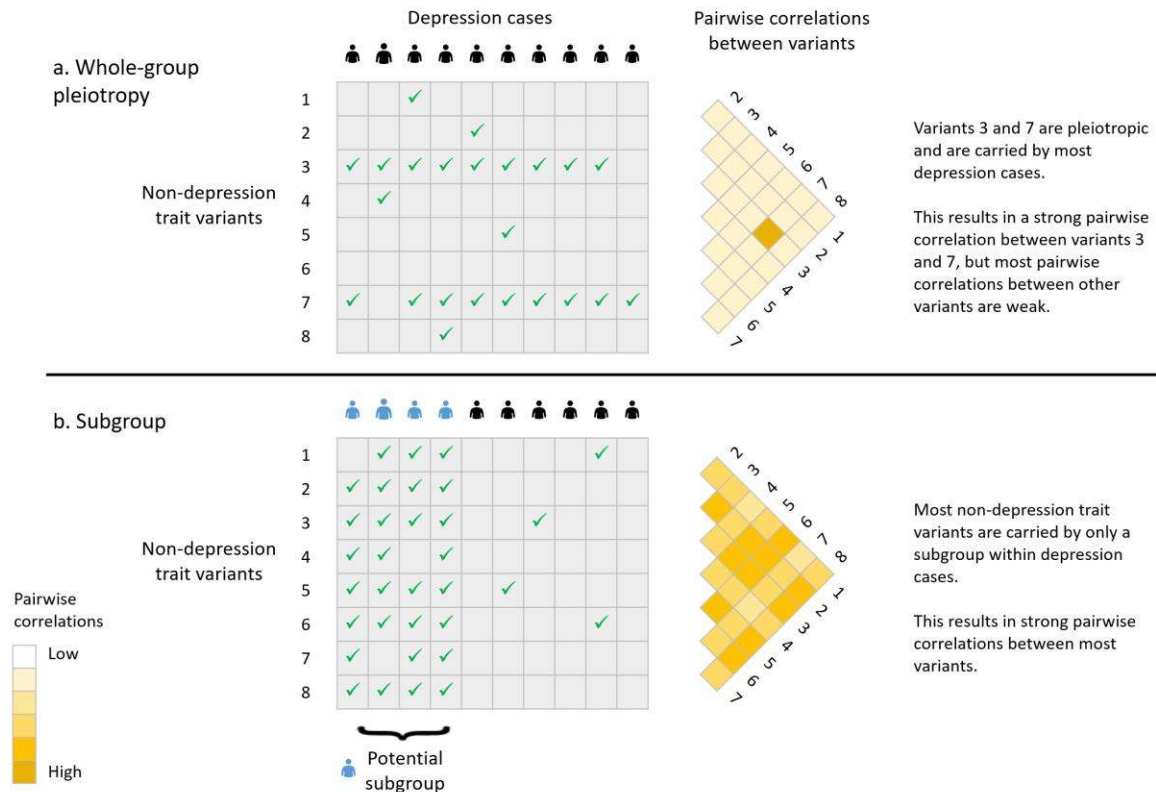 Depression cases
Pairwise correlations
between variants
a. Whole-group
pleiotropy
1
2
3
4
5
6
7
8
Non-depression
trait variants
2
3
4
5
6
7
8
1
2
3
4
5
6
7
Variants 3 and 7 are pleiotropic
and are carried by most
depression cases.
This results in a strong pairwise
correlation between variants 3
and 7, but most pairwise
correlations between other
variants are weak.
b. Subgroup
1
2
3
4
5
6
7
8
Non-depression
trait variants
2
3
4
5
6
7
8
1
2
3
4
5
6
7
Most non-depression trait
variants are carried by only a
subgroup within depression
cases.
This results in strong pairwise
correlations between most
variants.
Pairwise
correlations
Low
High
Potential
subgroup